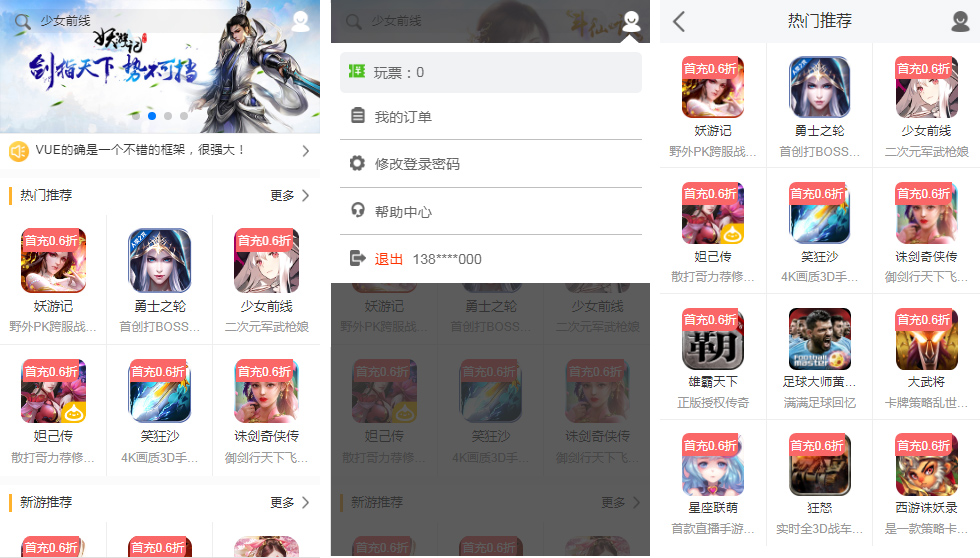 少女前线
妖游记
剑指天下 势不可挡
VUE的确是一个不错的框架，很强大！
热门推荐
更多
首充0.6折
首充0.6折
首充0.6折
妖游记
勇士之轮
少女前线
野外PK跨服战...
首创打BOSS...
二次元军武枪娘
首充0.6折
首充0.6折
首充0.6折
妲己传
笑狂沙
诛剑奇侠传
散打哥力荐修...
4K画质3D手...
御剑行天下飞...
新游推荐
更多
首充0.6折
首充0.6折
少女前线
玩票：0
我的订单
修改登录密码
帮助中心
退出 138****000
妖游记
勇士之轮
少女前线
野外PK跨服战...
首创打BOSS...
二次元军武枪娘
首充0.6折
首充0.6折
首充0.6折
妲己传
笑狂沙
诛剑奇侠传
散打哥力荐修...
4K画质3D手...
御剑行天下飞...
新游推荐
更多
首充0.6折
首充0.6折
热门推荐
首充0.6折
首充0.6折
妖游记
勇士之轮
少女前线
野外PK跨服战...
首创打BOSS...
二次元军武枪娘
首充0.6折
首充0.6折
首充0.6折
妲己传
笑狂沙
诛剑奇侠传
散打哥力荐修...
4K画质3D手...
御剑行天下飞...
首充0.6折
首充0.6折
霸
Football
master
雄霸天下
足球大师黄...
大武将
正版授权传奇
满满足球回忆
卡牌策略乱世...
首充0.6折
首充0.6折
首充0.6折
星座联萌
狂怒
西游诛妖录
首款直播手游...
实时全3D战车...
是一款策略卡...